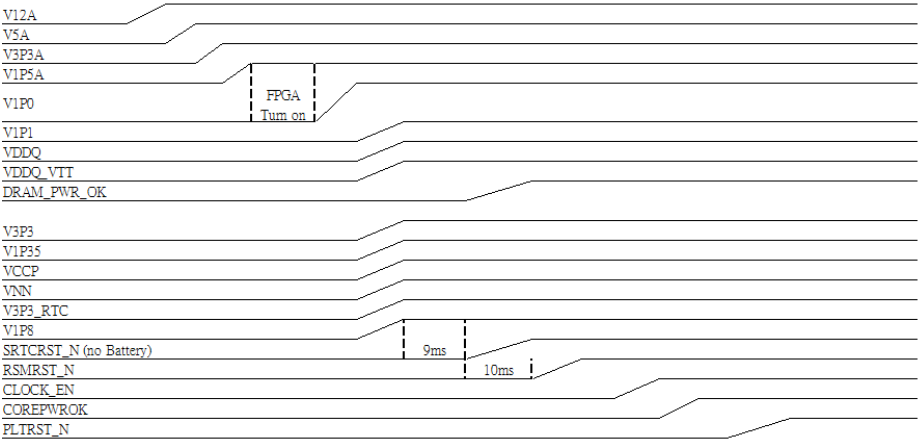 V12A
V5A
V3P3A
V1P5A
FPGA
Turn on
V1P0
V1P1
VDDQ
VDDQ_VTT
DRAM_PWR_OK
V3P3
V1P35
VCCP
VNN
V3P3_RTC
V1P8
SRTCRST_N (no Battery)
9ms
RSMRST_N
10ms
CLOCK_EN
COREPWROK
PLTRST_N